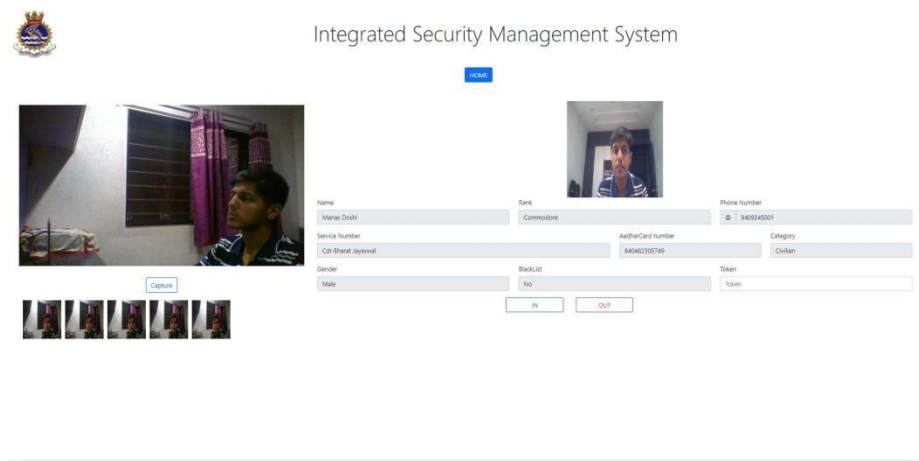 Integrated Security Management System
HOME
Name Rank Phone Number
Manas Doshi Commodore @ 9409345001
Service Number AadharCard number Category
Cdr Bharat Jayaswal 640482305749 Civilian
Gender BlackList Token
Male No Token
Capture
IN OUT